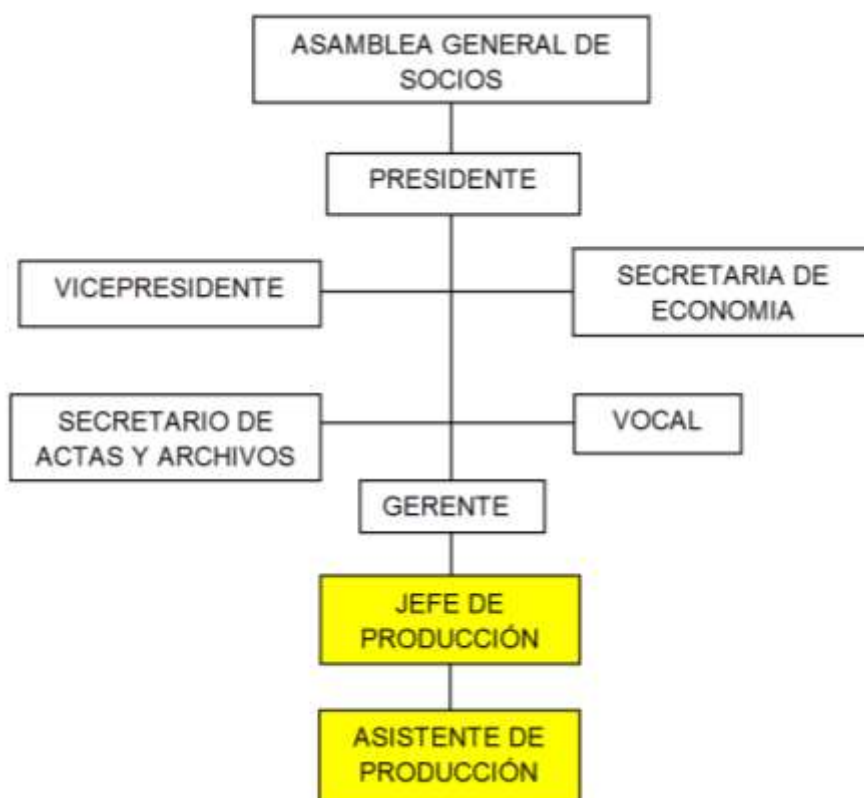 ASAMBLEA GENERAL DE
SOCIOS
PRESIDENTE
VICEPRESIDENTE
SECRETARIA DE
ECONOMIA
SECRETARIO DE
ACTAS Y ARCHIVOS
VOCAL
GERENTE
JEFE DE
PRODUCCIÓN
ASISTENTE DE
PRODUCCIÓN